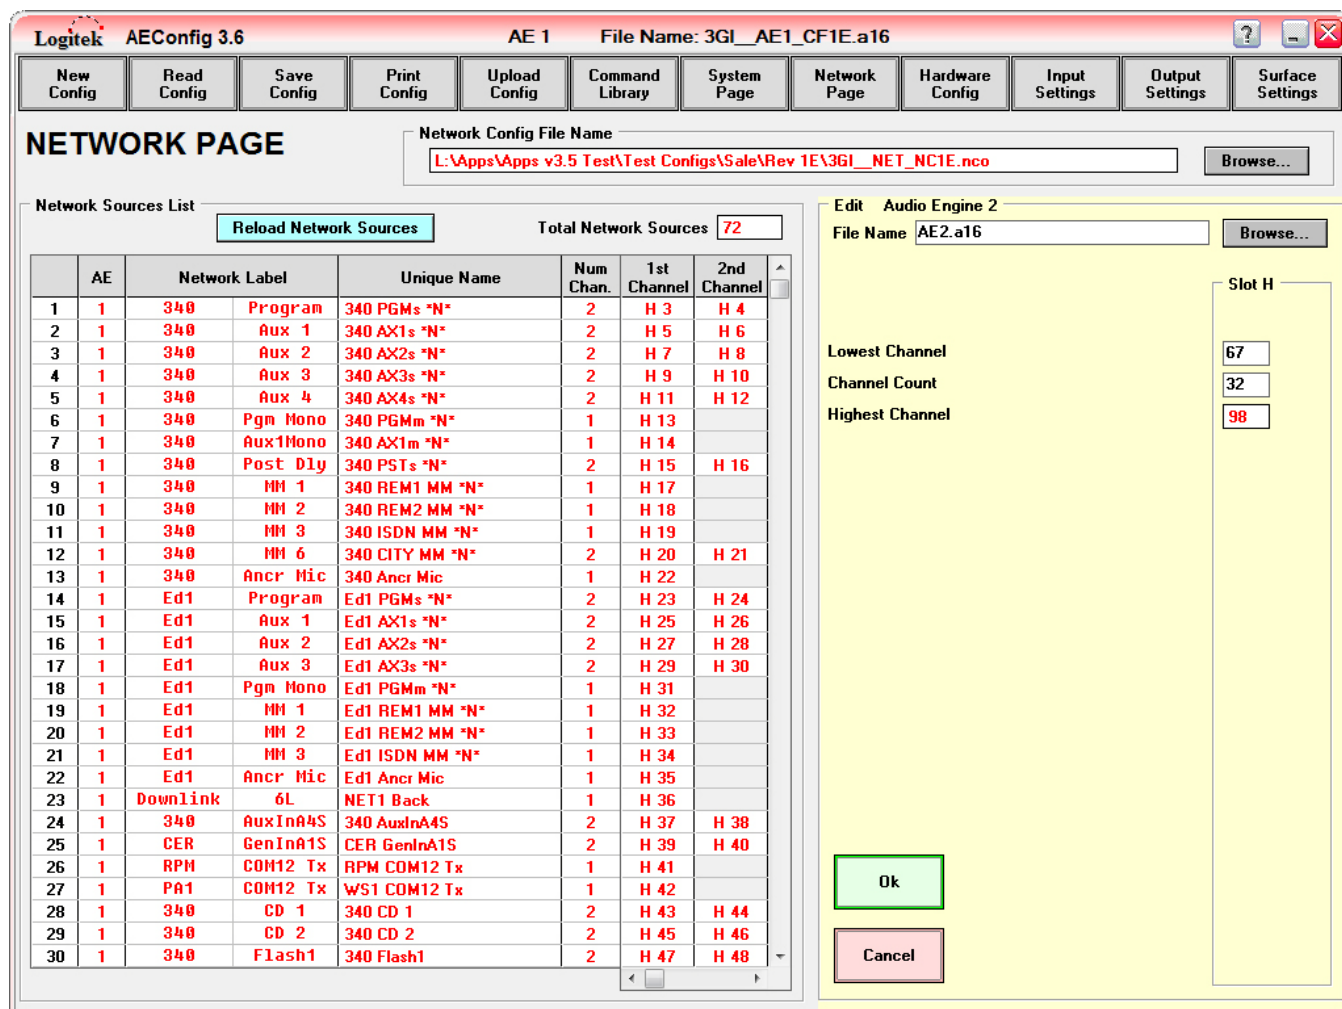 Logitek AEConfig 3.6 AE 1 File Name: 3GI__AE1_CF1E.a16 ?
New Config Read Config Save Config Print Config Upload Config Command Library System Page Network Page Hardware Config Input Settings Output Settings Surface Settings
NETWORK PAGE
Network Config File Name
L:\Apps\Apps v3.5 Test\Test Configs\Sale\Rev 1E\3GI__NET_NC1E.nco Browse...
Network Sources List
Reload Network Sources Total Network Sources 72
AE Network Label Unique Name Num Chan. 1st Channel 2nd Channel
1 1 340 Program 340 PGMs *N* 2 H 3 H 4
2 1 340 Aux 1 340 AX1s *N* 2 H 5 H 6
3 1 340 Aux 2 340 AX2s *N* 2 H 7 H 8
4 1 340 Aux 3 340 AX3s *N* 2 H 9 H 10
5 1 340 Aux 4 340 AX4s *N* 2 H 11 H 12
6 1 340 Pgm Mono 340 PGMm *N* 1 H 13
7 1 340 Aux1Mono 340 AX1m *N* 1 H 14
8 1 340 Post Dly 340 PSTs *N* 2 H 15 H 16
9 1 340 MM 1 340 REM1 MM *N* 1 H 17
10 1 340 MM 2 340 REM2 MM *N* 1 H 18
11 1 340 MM 3 340 ISDN MM *N* 1 H 19
12 1 340 MM 6 340 CITY MM *N* 2 H 20 H 21
13 1 340 Ancr Mic 340 Ancr Mic 1 H 22
14 1 Ed1 Program Ed1 PGMs *N* 2 H 23 H 24
15 1 Ed1 Aux 1 Ed1 AX1s *N* 2 H 25 H 26
16 1 Ed1 Aux 2 Ed1 AX2s *N* 2 H 27 H 28
17 1 Ed1 Aux 3 Ed1 AX3s *N* 2 H 29 H 30
18 1 Ed1 Pgm Mono Ed1 PGMm *N* 1 H 31
19 1 Ed1 MM 1 Ed1 REM1 MM *N* 1 H 32
20 1 Ed1 MM 2 Ed1 REM2 MM *N* 1 H 33
21 1 Ed1 MM 3 Ed1 ISDN MM *N* 1 H 34
22 1 Ed1 Ancr Mic Ed1 Ancr Mic 1 H 35
23 1 Downlink 6L NET1 Back 1 H 36
24 1 340 AuxInA4S 340 AuxInA4S 2 H 37 H 38
25 1 CER GenInA1S CER GenInA1S 2 H 39 H 40
26 1 RPM COM12 Tx RPM COM12 Tx 1 H 41
27 1 PA1 COM12 Tx WS1 COM12 Tx 1 H 42
28 1 340 CD 1 340 CD 1 2 H 43 H 44
29 1 340 CD 2 340 CD 2 2 H 45 H 46
30 1 340 Flash1 340 Flash1 2 H 47 H 48
Edit Audio Engine 2
File Name AE2.a16 Browse...
Slot H
Lowest Channel 67
Channel Count 32
Highest Channel 98
Ok
Cancel